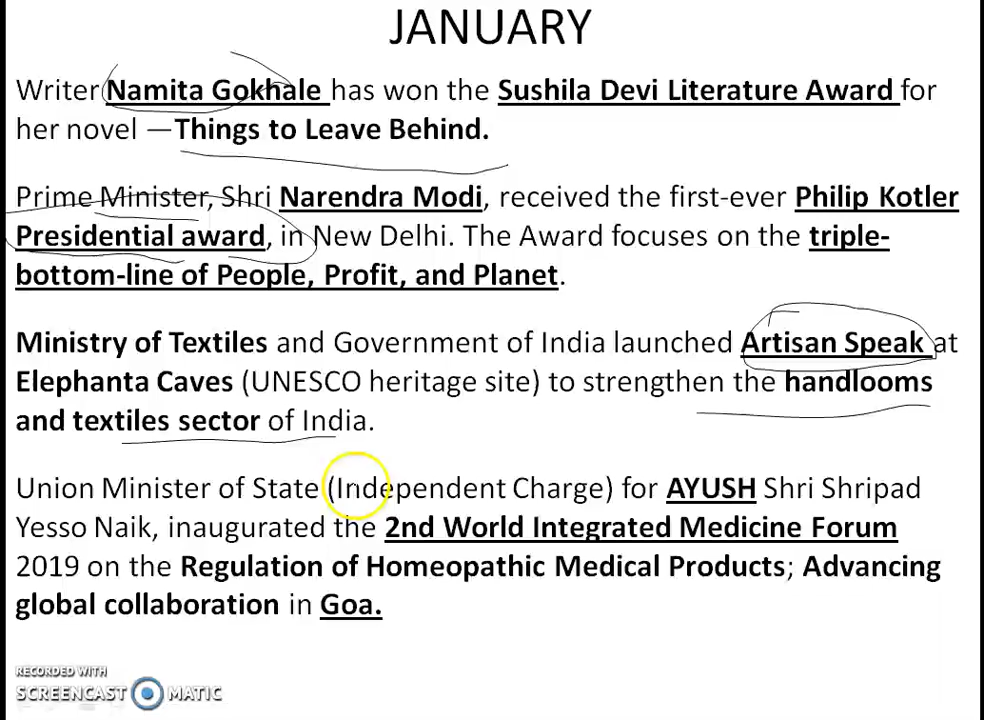 JANUARY
Writer Namita Gokhale has won the Sushila Devi Literature Award for
her novel —Things to Leave Behind.
Prime Minister, Shri Narendra Modi, received the first-ever Philip Kotler
Presidential award, in New Delhi. The Award focuses on the triple-
bottom-line of People, Profit, and Planet.
Ministry of Textiles and Government of India launched Artisan Speak at
Elephanta Caves (UNESCO heritage site) to strengthen the handlooms
and textiles sector of India.
Union Minister of State (Independent Charge) for AYUSH Shri Shripad
Yesso Naik, inaugurated the 2nd World Integrated Medicine Forum
2019 on the Regulation of Homeopathic Medical Products; Advancing
global collaboration in Goa.
RECORDED WITH
SCREENCAST MATIC